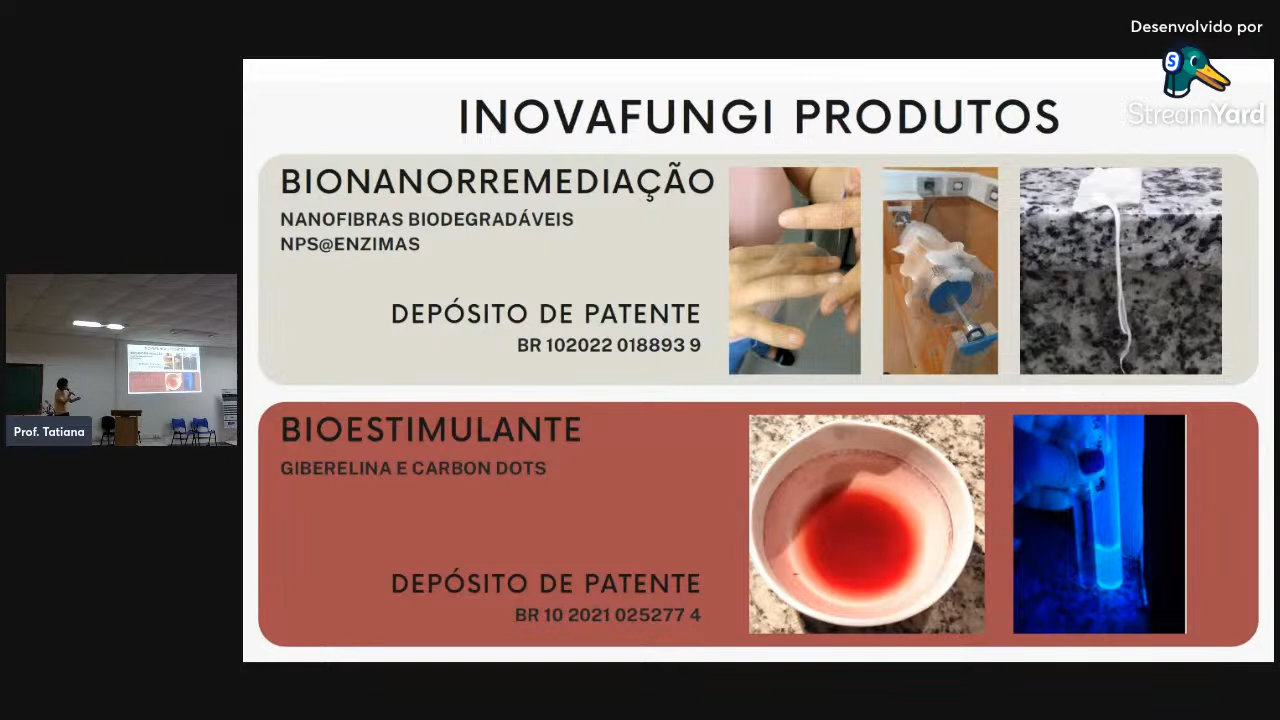 Desenvolvido por
StreamYard
INOVAFUNGI PRODUTOS
BIONANORREMEDIAÇÃO
NANOFIBRAS BIODEGRADÁVEIS
NPS@ENZIMAS
DEPÓSITO DE PATENTE
BR 102022 018893 9
BIOESTIMULANTE
GIBERELINA E CARBON DOTS
DEPÓSITO DE PATENTE
BR 10 2021 025277 4
Prof. Tatiana